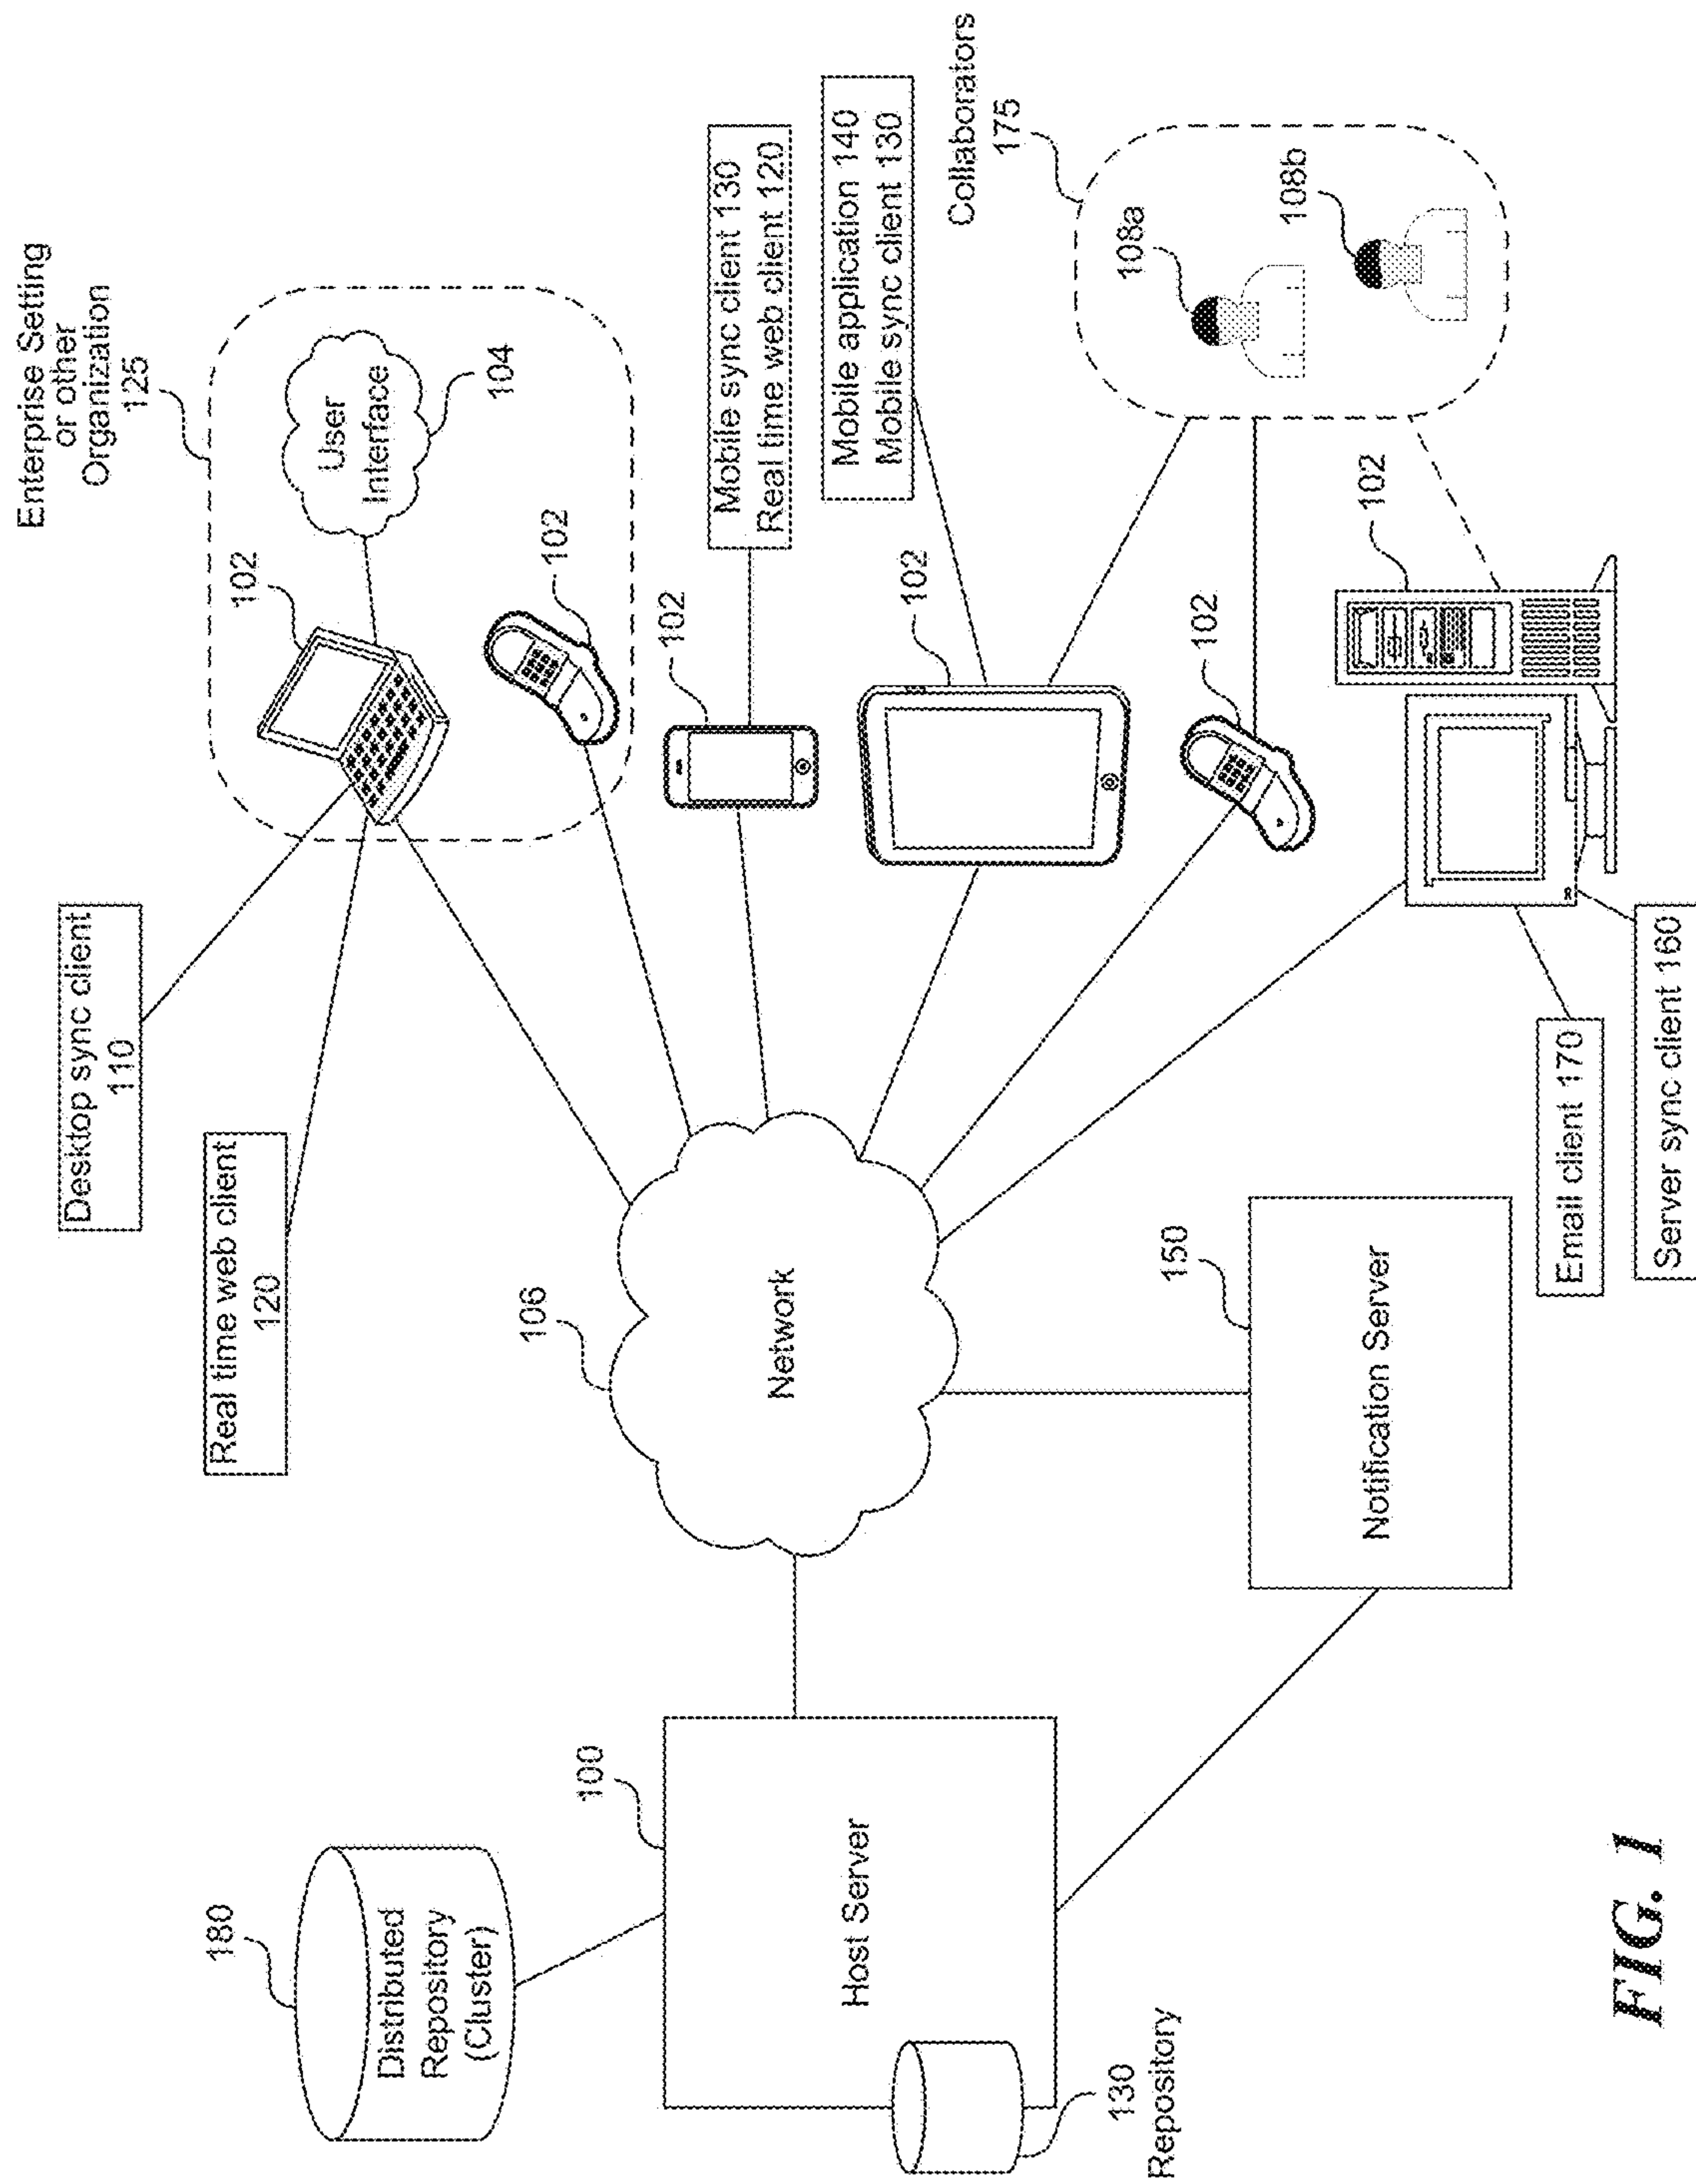 Enterprise Setting
or other
Organization
125
Desktop sync client
110
Real time web client
120
180
Distributed
Repository
(Cluster)
102
User
Interface
104
102
106
Network
100
Host Server
102
Mobile sync client 130
Real time web client 120
102
Mobile application 140
Mobile sync client 130
Collaborators
175
108a
108b
130
Repository
150
Notification Server
102
102
Email client 170
Server sync client 160
FIG. 1